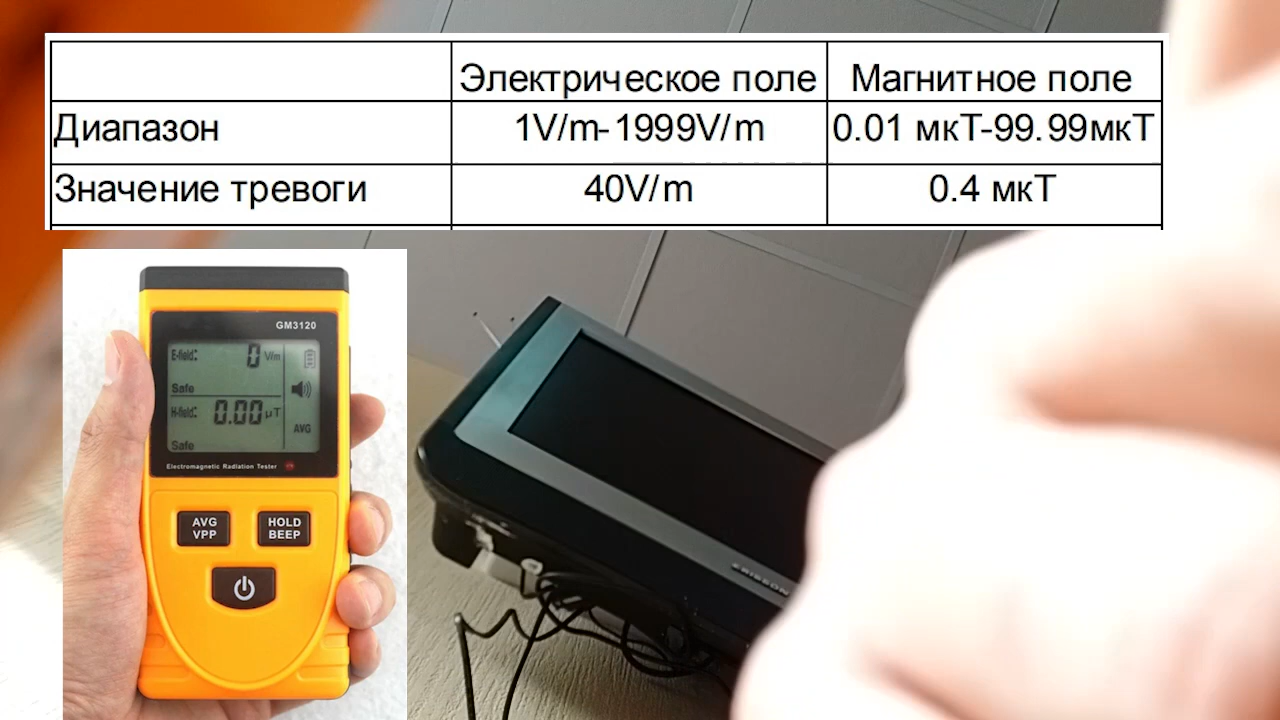 Электрическое поле Магнитное поле
Диапазон 1V/m-1999V/m 0.01 мкТ-99.99мкТ
Значение тревоги 40V/m 0.4 мкТ
GM3120
E-field: 0 V/m
Safe
H-field: 0.00 μT
AVG
Safe
Electromagnetic Radiation Tester
AVG HOLD
VPP BEEP
ERISSON